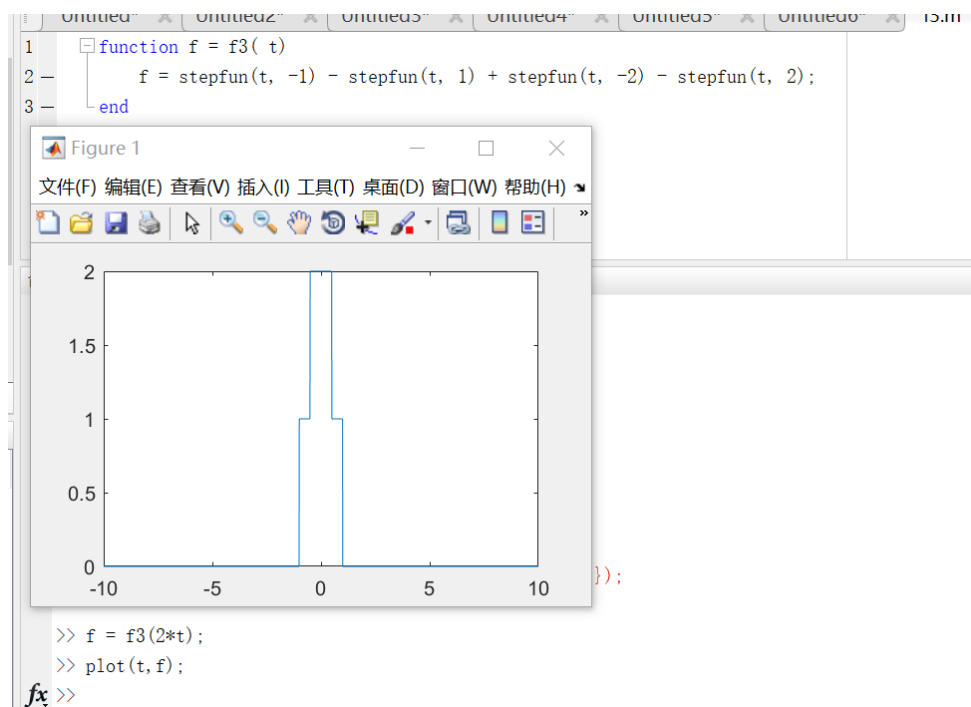 Untitled* Untitled2* Untitled3* Untitled4* Untitled5* Untitled6* f3.m
1 function f = f3( t)
2 — f = stepfun(t, -1) - stepfun(t, 1) + stepfun(t, -2) - stepfun(t, 2);
3 — end
Figure 1
文件(F) 编辑(E) 查看(V) 插入(I) 工具(T) 桌面(D) 窗口(W) 帮助(H)
2
1.5
1
0.5
0
-10 -5 0 5 10
});
>> f = f3(2*t);
>> plot(t,f);
fx >>